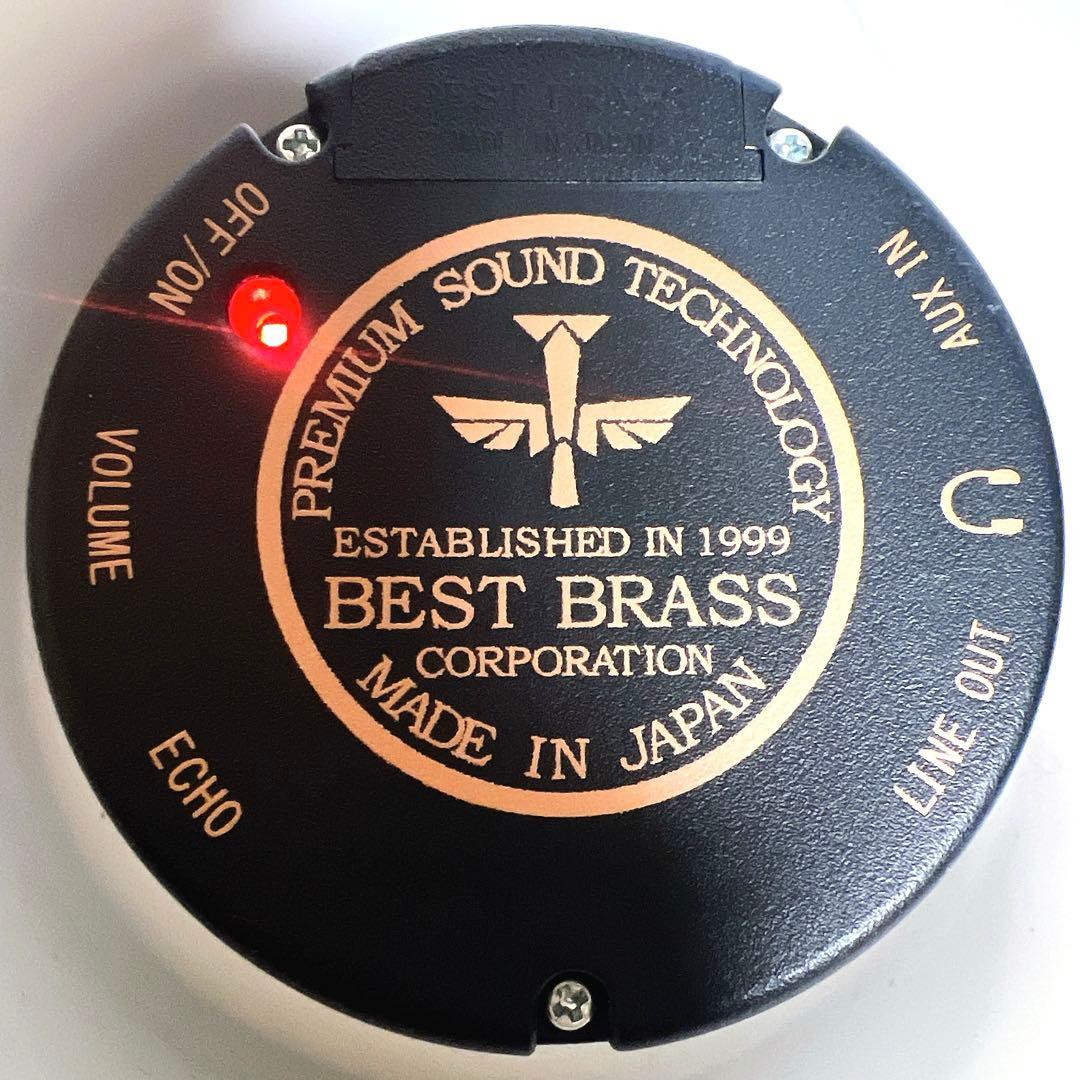 OFF/ON
AUX IN
PREMIUM SOUND TECHNOLOGY
VOLUME
ESTABLISHED IN 1999
BEST BRASS
CORPORATION
MADE IN JAPAN
LINE OUT
ECHO